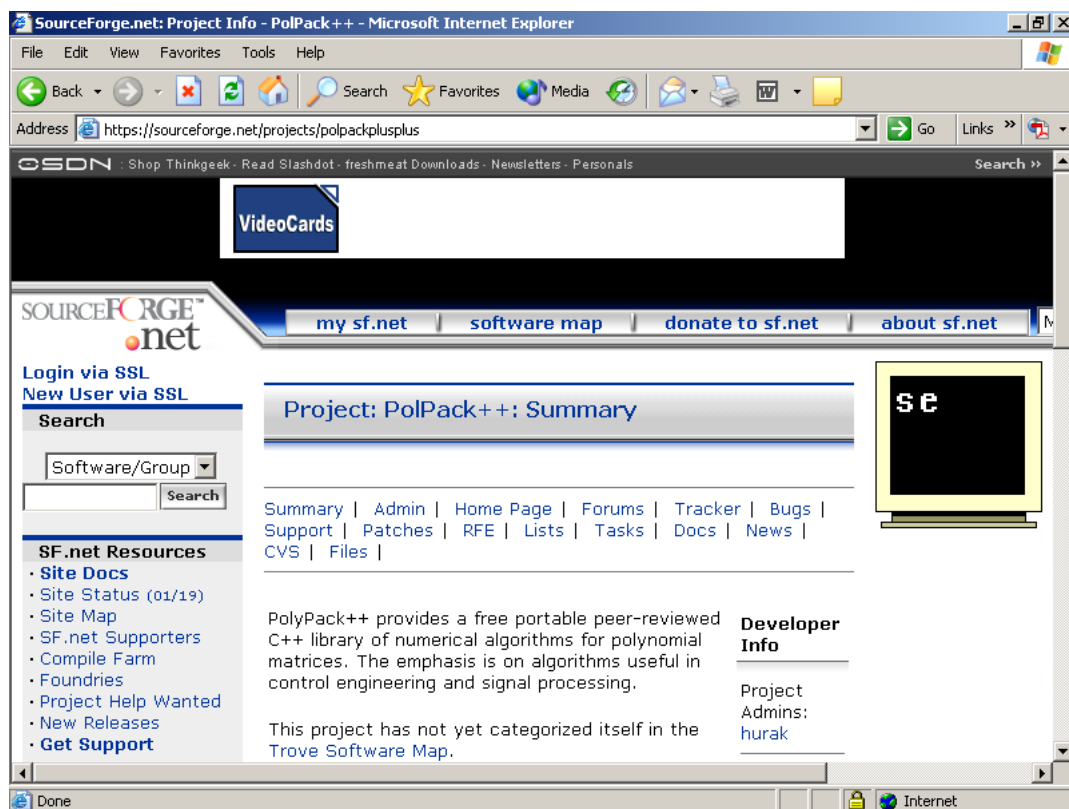 SourceForge.net: Project Info - PolPack++ - Microsoft Internet Explorer
File Edit View Favorites Tools Help
Back Search Favorites Media
Address https://sourceforge.net/projects/polpackplusplus Go Links »
OSDN : Shop Thinkgeek - Read Slashdot - freshmeat Downloads - Newsletters - Personals Search »
VideoCards
SOURCEFORGE™
.net
my sf.net software map donate to sf.net about sf.net
Login via SSL
New User via SSL
Search
Software/Group
Search
SF.net Resources
· Site Docs
· Site Status (01/19)
· Site Map
· SF.net Supporters
· Compile Farm
· Foundries
· Project Help Wanted
· New Releases
· Get Support
Project: PolPack++: Summary
Summary | Admin | Home Page | Forums | Tracker | Bugs |
Support | Patches | RFE | Lists | Tasks | Docs | News |
CVS | Files |
PolyPack++ provides a free portable peer-reviewed
C++ library of numerical algorithms for polynomial
matrices. The emphasis is on algorithms useful in
control engineering and signal processing.
This project has not yet categorized itself in the
Trove Software Map.
Developer
Info
Project
Admins:
hurak
se
Done Internet